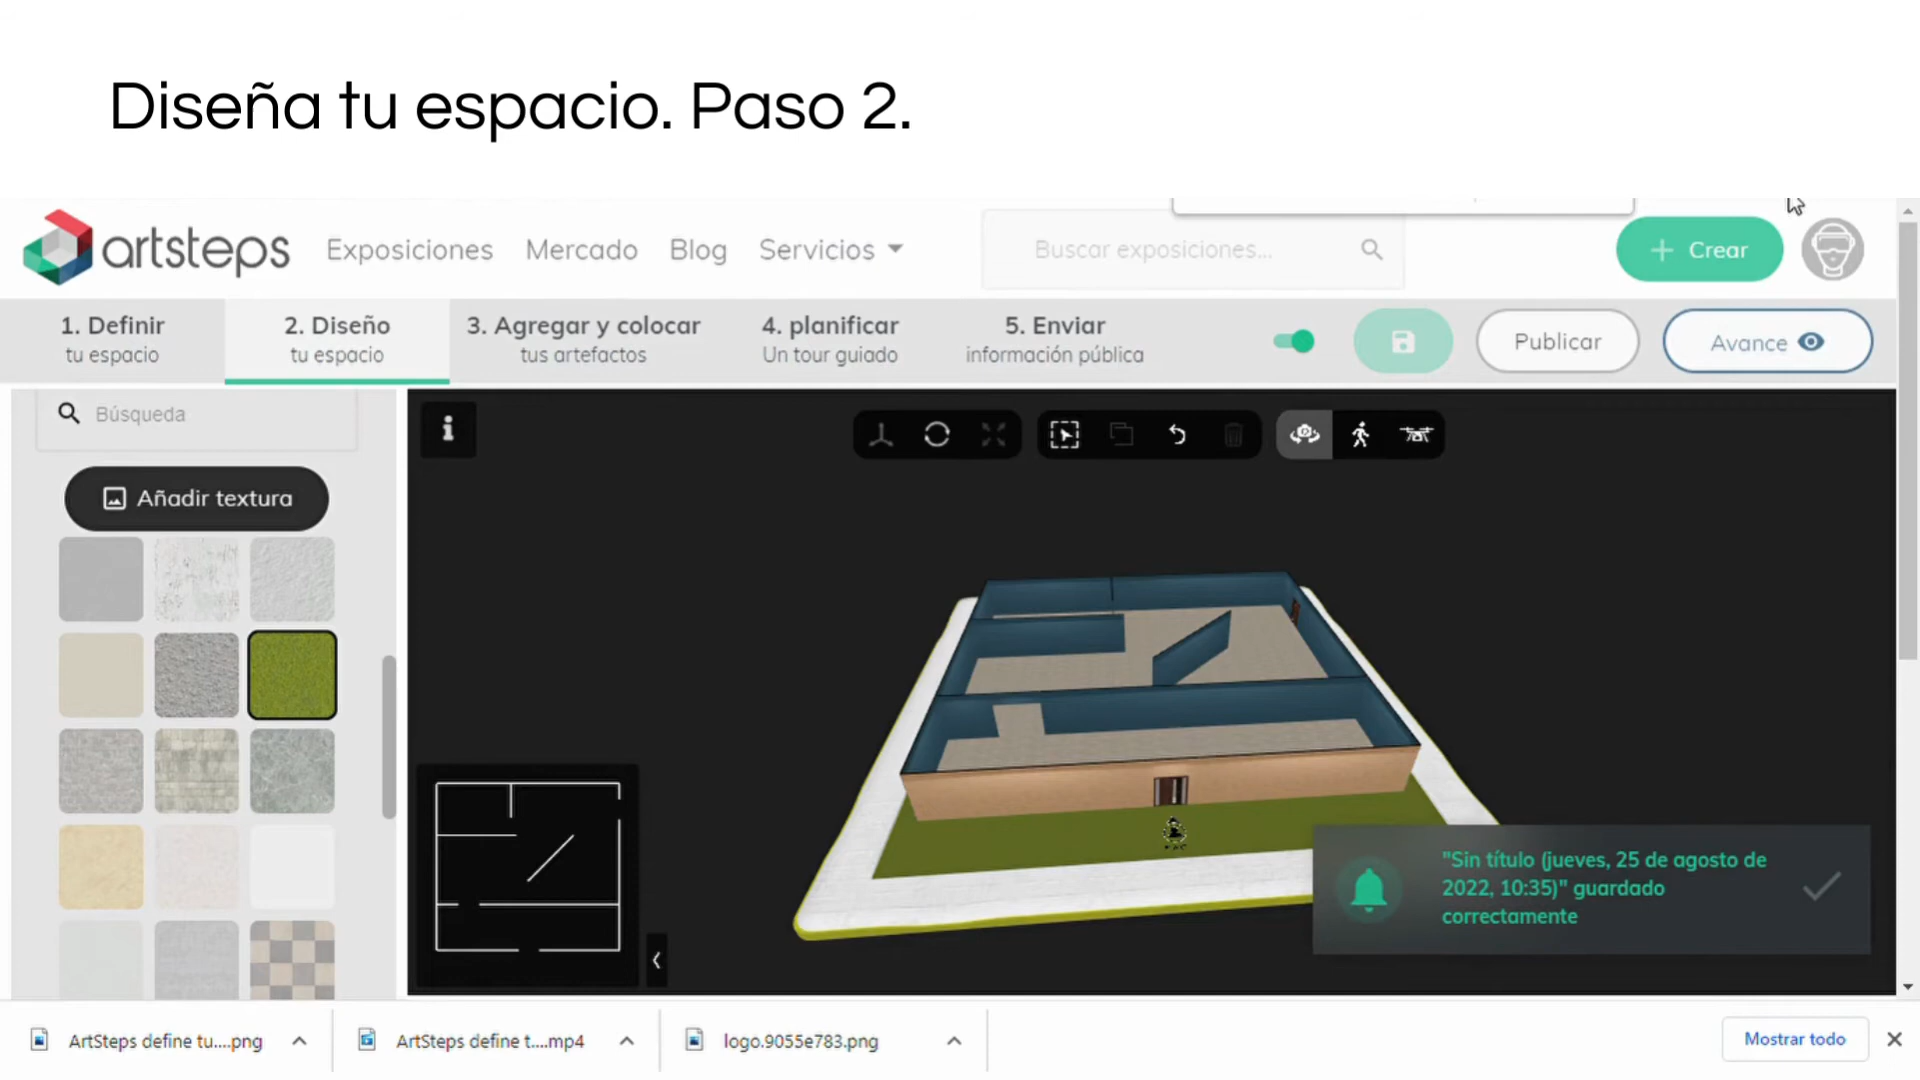 Diseña tu espacio. Paso 2.
artsteps
Exposiciones Mercado Blog Servicios
Buscar exposiciones...
Crear
1. Definir
tu espacio
2. Diseño
tu espacio
3. Agregar y colocar
tus artefactos
4. planificar
Un tour guiado
5. Enviar
información pública
Publicar
Avance
Búsqueda
Añadir textura
"Sin título (jueves, 25 de agosto de
2022, 10:35)" guardado
correctamente
ArtSteps define tu....png
ArtSteps define t....mp4
logo.9055e783.png
Mostrar todo